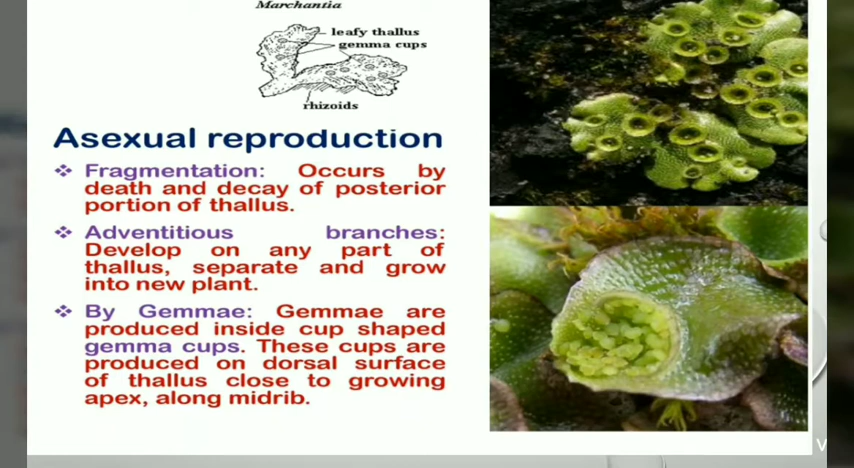 Marchantia
leafy thallus
gemma cups
rhizoids
Asexual reproduction
❖ Fragmentation: Occurs by
death and decay of posterior
portion of thallus.
❖ Adventitious branches:
Develop on any part of
thallus, separate and grow
into new plant.
❖ By Gemmae: Gemmae are
produced inside cup shaped
gemma cups. These cups are
produced on dorsal surface
of thallus close to growing
apex, along midrib.
V